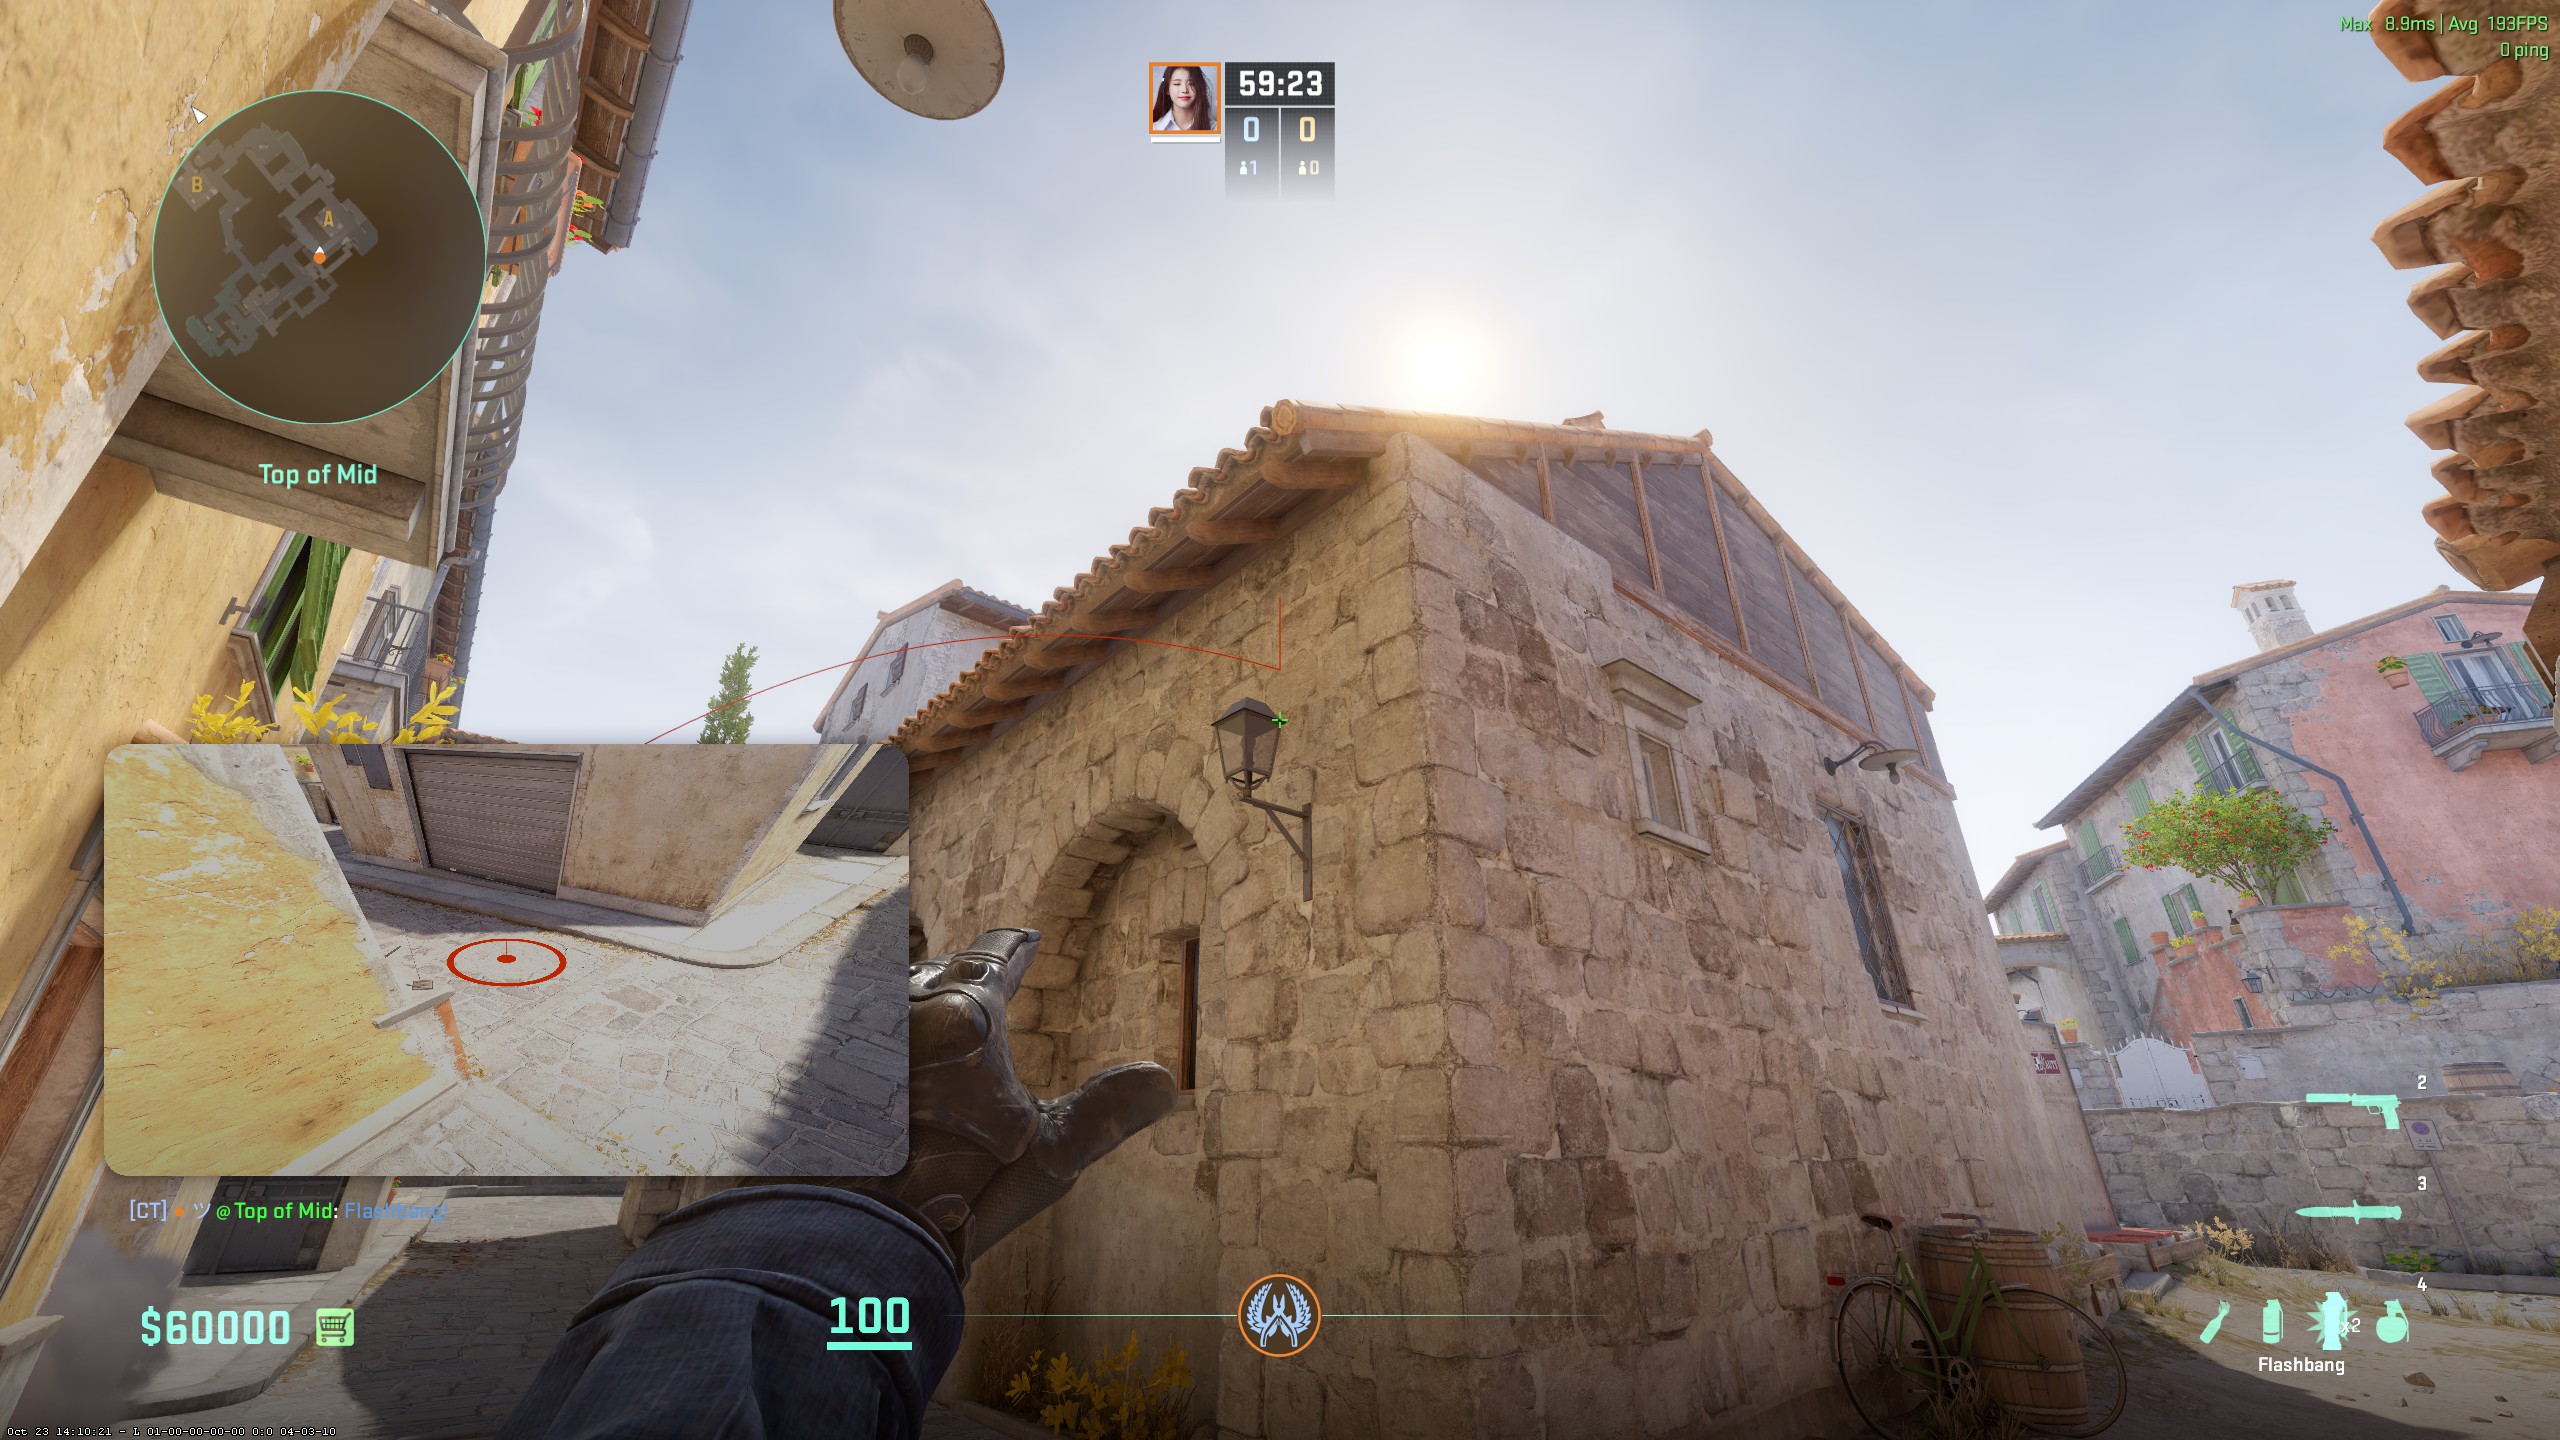 Max 8.9ms | Avg 193FPS
0 ping
59:23
0 0
1 0
B
A
Top of Mid
2
3
4
[CT] ツ @ Top of Mid: Flashbang!
$60000
100
x2
Flashbang
Oct 23 14:10:21 - L 01-00-00-00-00 0:0 04-03-10